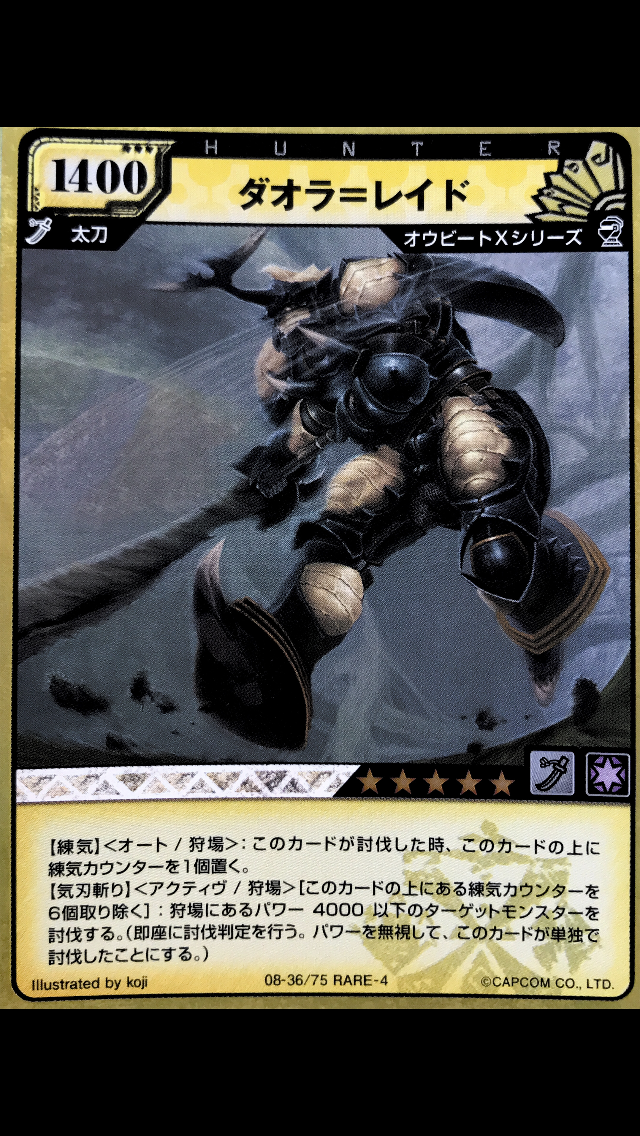 HUNTER
1400
ダオラ=レイド
太刀
オウビートXシリーズ
【練気】<オート / 狩場>:このカードが討伐した時、このカードの上に
練気カウンターを1個置く。
【気刃斬り】<アクティヴ / 狩場>[このカードの上にある練気カウンターを
6個取り除く]:狩場にあるパワー 4000 以下のターゲットモンスターを
討伐する。(即座に討伐判定を行う。パワーを無視して、このカードが単独で
討伐したことにする。)
Illustrated by koji 08-36/75 RARE-4 ©CAPCOM CO., LTD.